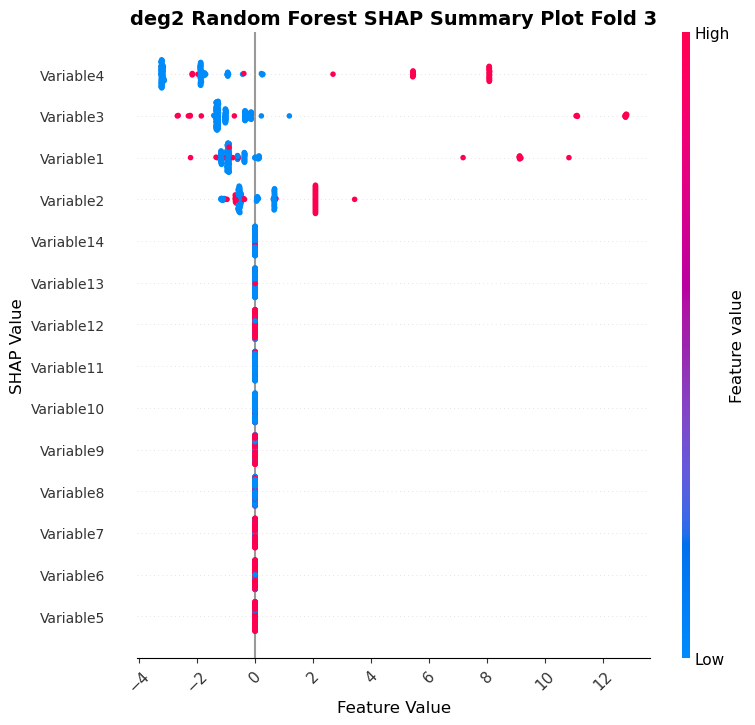 deg2 Random Forest SHAP Summary Plot Fold 3
High
Variable4
Variable3
Variable1
Variable2
Variable14
Variable13
Variable12
Variable11
Variable10
Variable9
Variable8
Variable7
Variable6
Variable5
SHAP Value
Feature value
Low
−4 −2 0 2 4 6 8 10 12
Feature Value